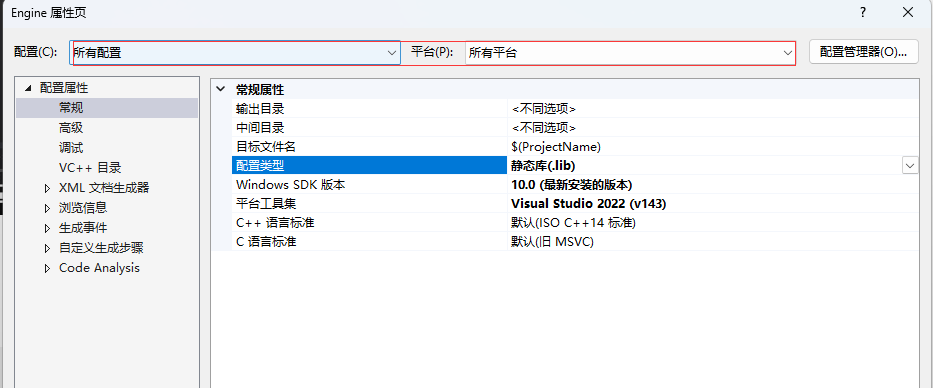 Engine 属性页
配置(C): 所有配置 平台(P): 所有平台 配置管理器(O)...
配置属性
常规
高级
调试
VC++ 目录
XML 文档生成器
浏览信息
生成事件
自定义生成步骤
Code Analysis
常规属性
输出目录 <不同选项>
中间目录 <不同选项>
目标文件名 $(ProjectName)
配置类型 静态库(.lib)
Windows SDK 版本 10.0 (最新安装的版本)
平台工具集 Visual Studio 2022 (v143)
C++ 语言标准 默认(ISO C++14 标准)
C 语言标准 默认(旧 MSVC)